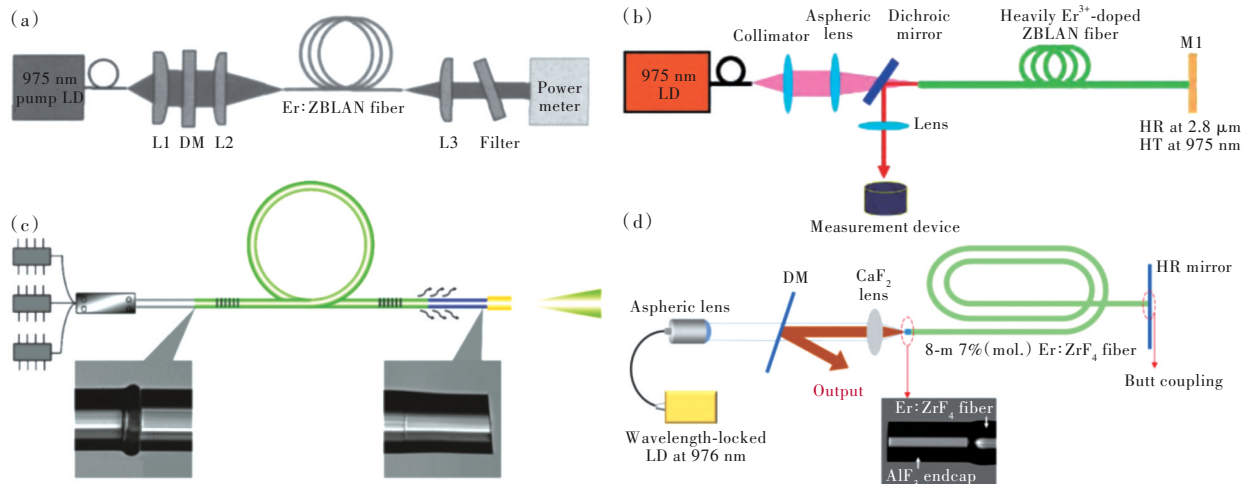 (a)
975 nm
pump LD
L1
DM
L2
Er:ZBLAN fiber
L3
Filter
Power
meter
(b)
975 nm
LD
Collimator
Aspheric
lens
Dichroic
mirror
Heavily Er³⁺-doped
ZBLAN fiber
M1
HR at 2.8 μm
HT at 975 nm
Lens
Measurement device
(c)
(d)
Aspheric lens
DM
CaF₂
lens
HR mirror
8-m 7%(mol.) Er:ZrF₄ fiber
Butt coupling
Output
Wavelength-locked
LD at 976 nm
Er:ZrF₄ fiber
AlF₃ endcap